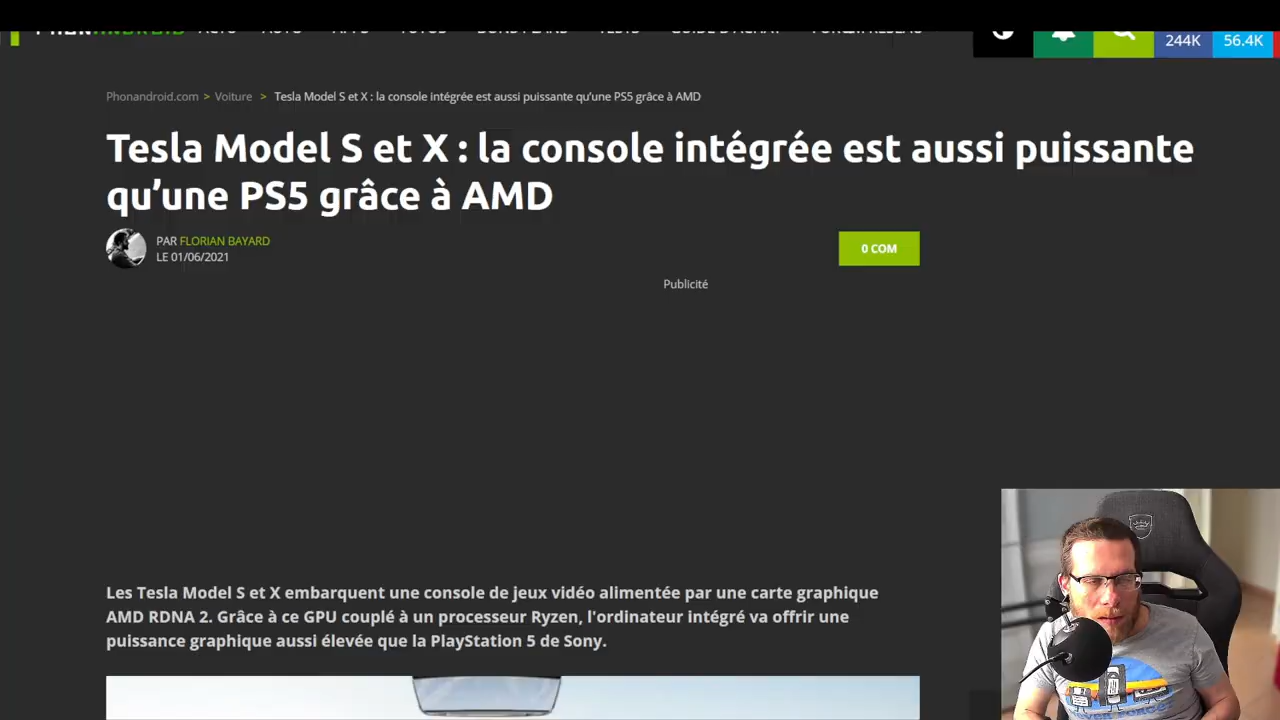 244K
56.4K
Phonandroid.com > Voiture > Tesla Model S et X : la console intégrée est aussi puissante qu'une PS5 grâce à AMD
Tesla Model S et X : la console intégrée est aussi puissante
qu’une PS5 grâce à AMD
PAR FLORIAN BAYARD
LE 01/06/2021
0 COM
Publicité
Les Tesla Model S et X embarquent une console de jeux vidéo alimentée par une carte graphique
AMD RDNA 2. Grâce à ce GPU couplé à un processeur Ryzen, l'ordinateur intégré va offrir une
puissance graphique aussi élevée que la PlayStation 5 de Sony.